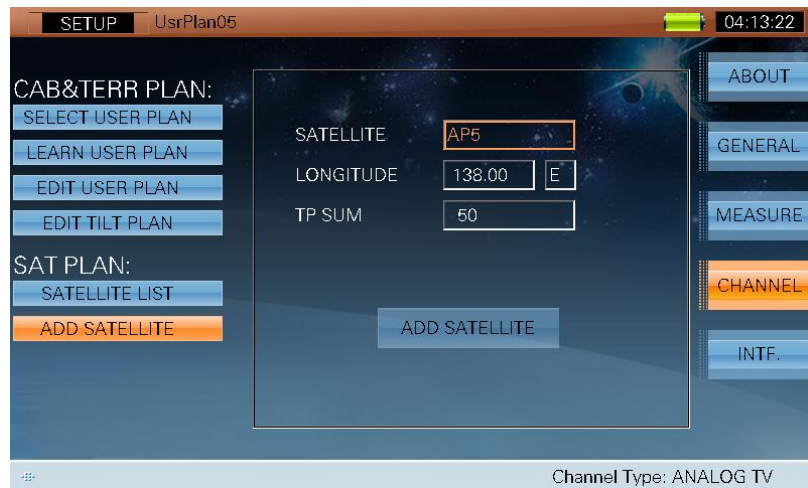 SETUP UsrPlan05 04:13:22
CAB&TERR PLAN:
SELECT USER PLAN
LEARN USER PLAN
EDIT USER PLAN
EDIT TILT PLAN
SAT PLAN:
SATELLITE LIST
ADD SATELLITE
SATELLITE AP5
LONGITUDE 138.00 E
TP SUM 50
ADD SATELLITE
ABOUT
GENERAL
MEASURE
CHANNEL
INTF.
Channel Type: ANALOG TV